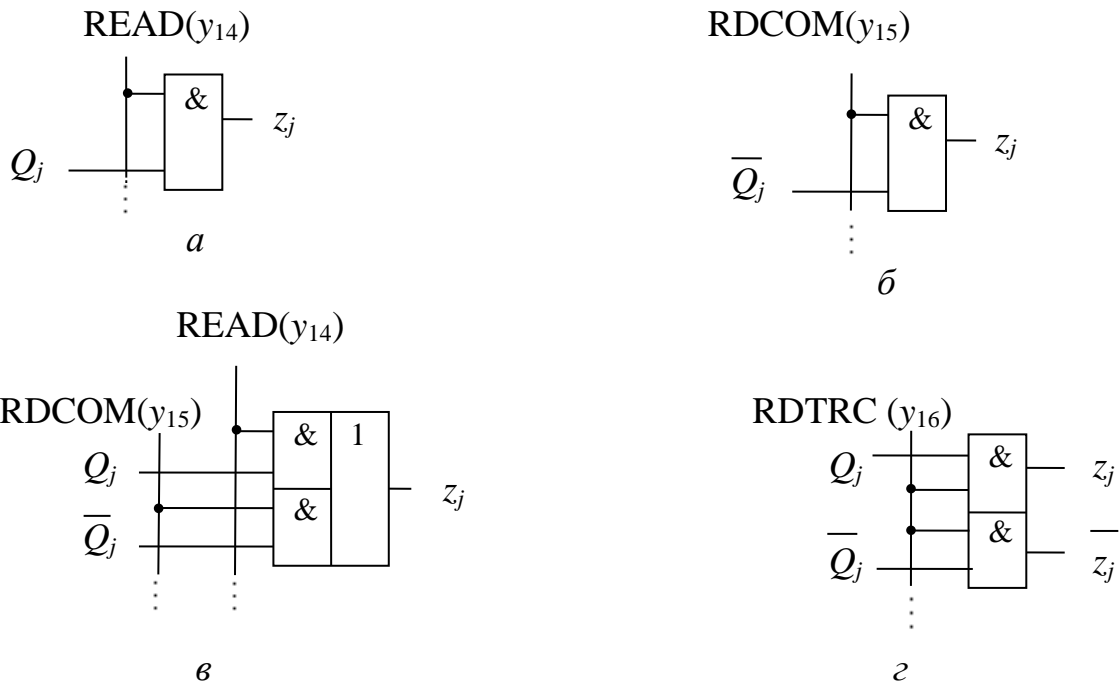 READ(y₁₄)
&
Q_j
z_j
а
RDCOM(y₁₅)
&
Q̅_j
z_j
б
READ(y₁₄)
RDCOM(y₁₅)
& 1
Q_j
z_j
&
Q̅_j
в
RDTRC (y₁₆)
Q_j & z_j
&
Q̅_j z̅_j
г